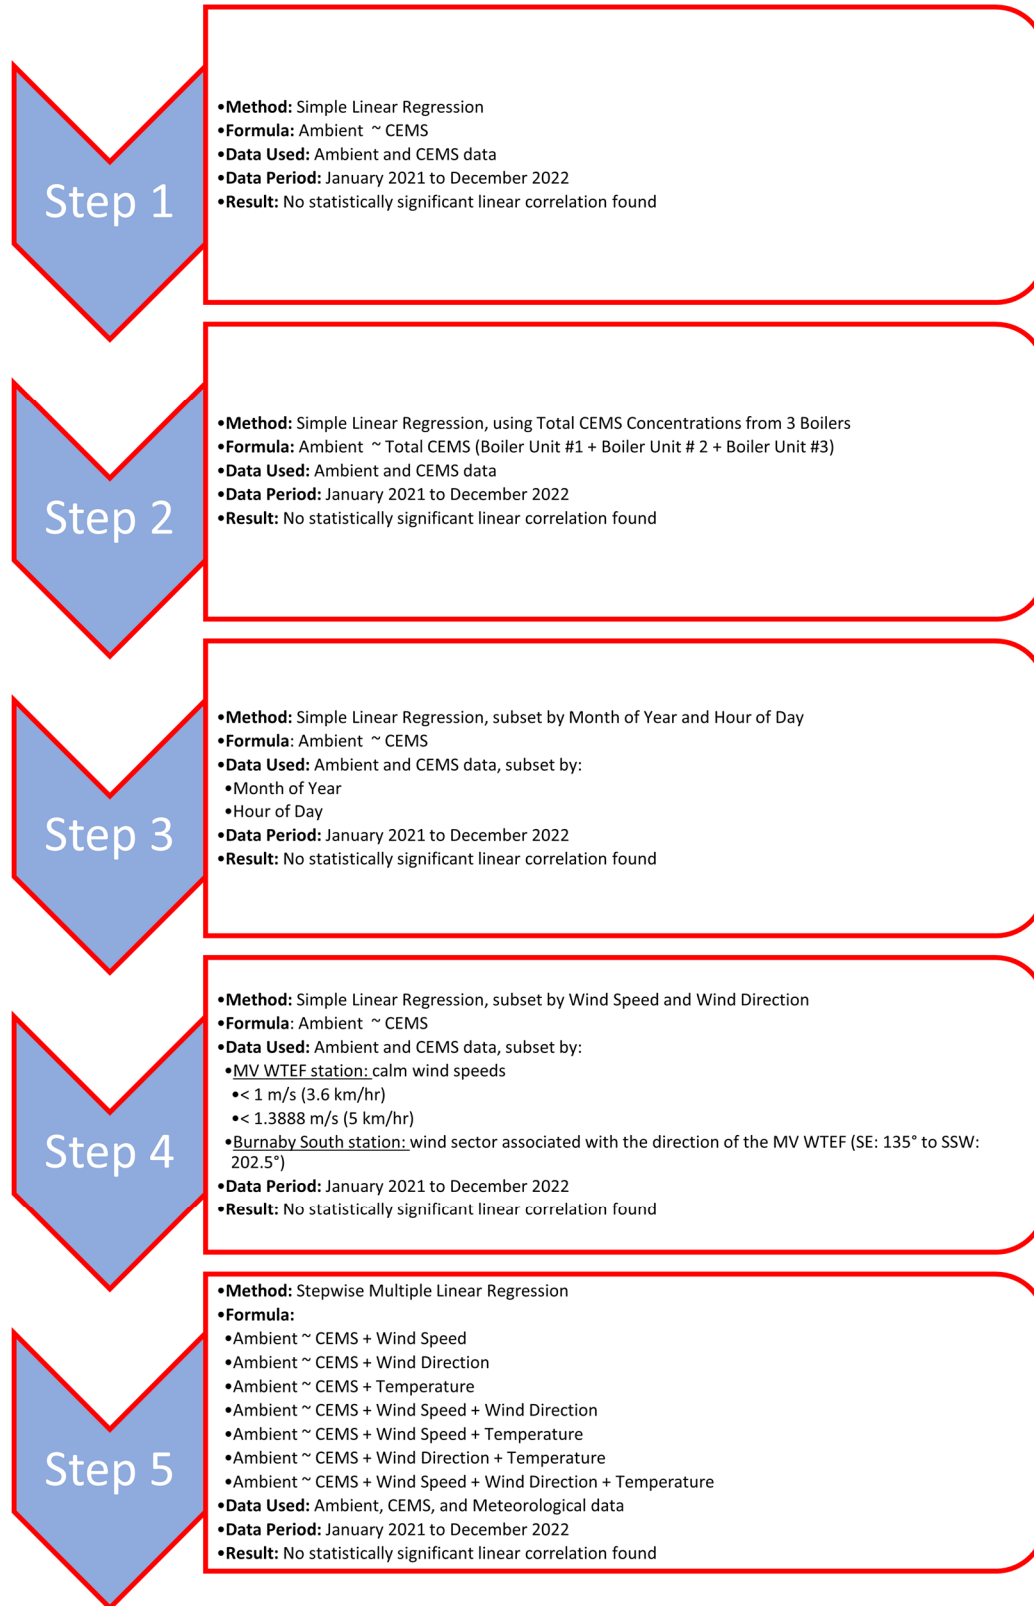 Step 1
•Method: Simple Linear Regression
•Formula: Ambient ~ CEMS
•Data Used: Ambient and CEMS data
•Data Period: January 2021 to December 2022
•Result: No statistically significant linear correlation found
Step 2
•Method: Simple Linear Regression, using Total CEMS Concentrations from 3 Boilers
•Formula: Ambient ~ Total CEMS (Boiler Unit #1 + Boiler Unit # 2 + Boiler Unit #3)
•Data Used: Ambient and CEMS data
•Data Period: January 2021 to December 2022
•Result: No statistically significant linear correlation found
Step 3
•Method: Simple Linear Regression, subset by Month of Year and Hour of Day
•Formula: Ambient ~ CEMS
•Data Used: Ambient and CEMS data, subset by:
•Month of Year
•Hour of Day
•Data Period: January 2021 to December 2022
•Result: No statistically significant linear correlation found
Step 4
•Method: Simple Linear Regression, subset by Wind Speed and Wind Direction
•Formula: Ambient ~ CEMS
•Data Used: Ambient and CEMS data, subset by:
•MV WTEF station: calm wind speeds
•< 1 m/s (3.6 km/hr)
•< 1.3888 m/s (5 km/hr)
•Burnaby South station: wind sector associated with the direction of the MV WTEF (SE: 135° to SSW:
202.5°)
•Data Period: January 2021 to December 2022
•Result: No statistically significant linear correlation found
Step 5
•Method: Stepwise Multiple Linear Regression
•Formula:
•Ambient ~ CEMS + Wind Speed
•Ambient ~ CEMS + Wind Direction
•Ambient ~ CEMS + Temperature
•Ambient ~ CEMS + Wind Speed + Wind Direction
•Ambient ~ CEMS + Wind Speed + Temperature
•Ambient ~ CEMS + Wind Direction + Temperature
•Ambient ~ CEMS + Wind Speed + Wind Direction + Temperature
•Data Used: Ambient, CEMS, and Meteorological data
•Data Period: January 2021 to December 2022
•Result: No statistically significant linear correlation found